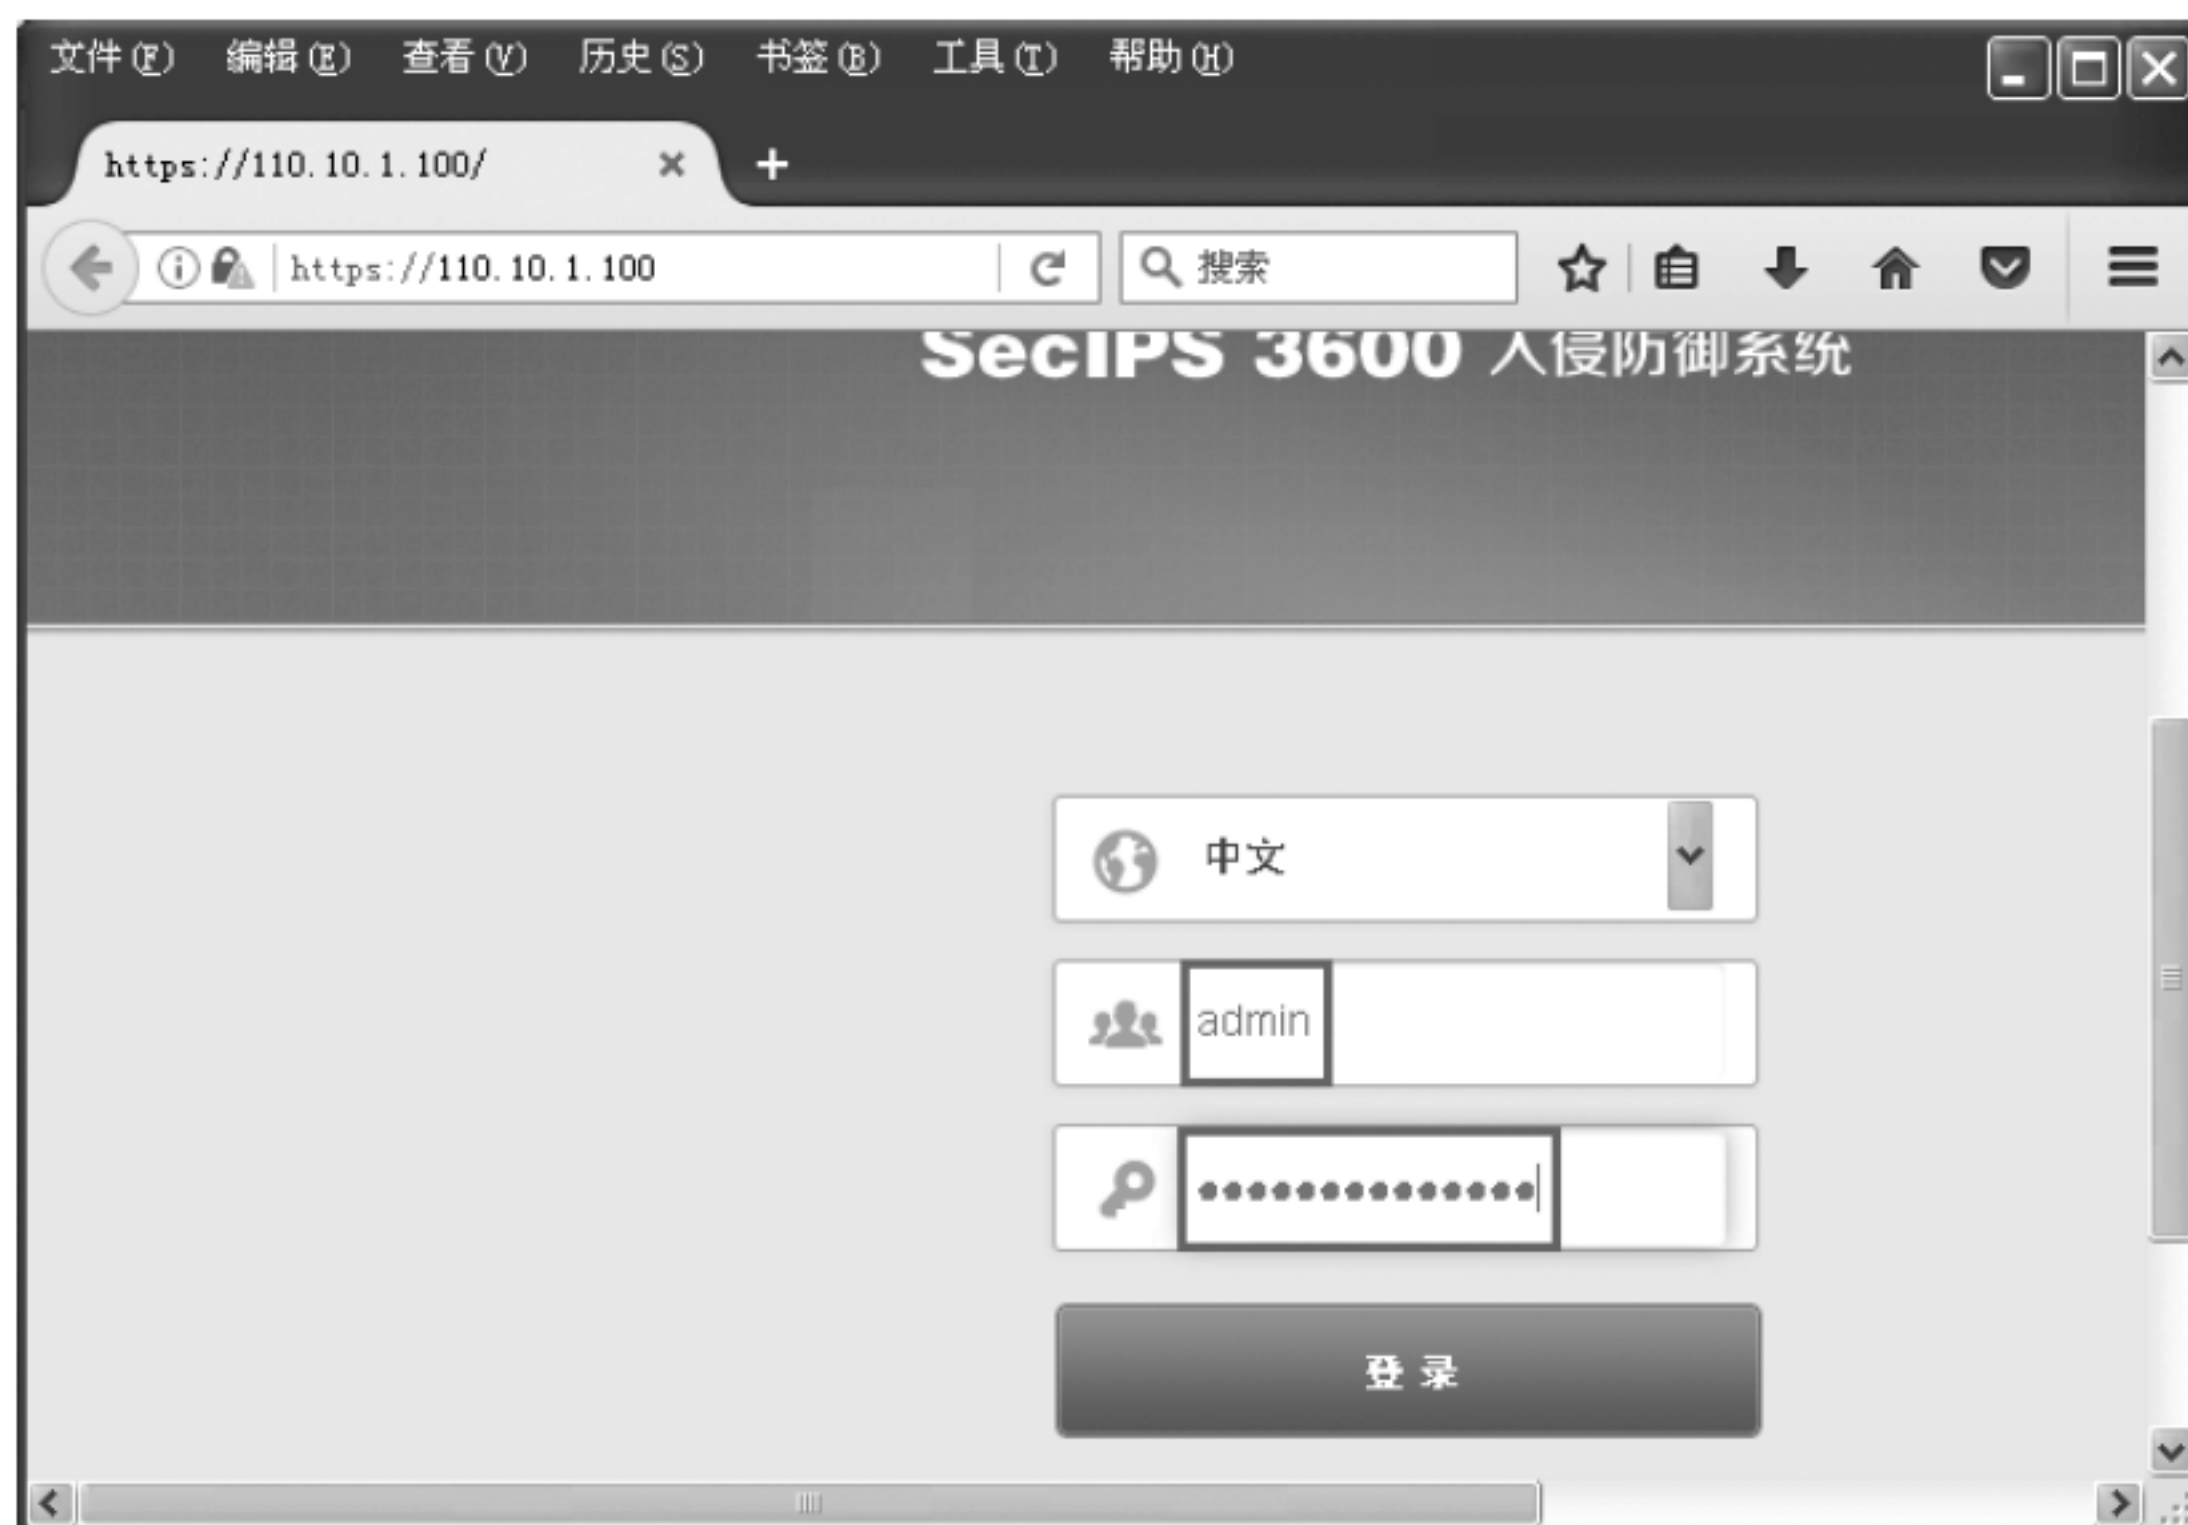 文件(F) 编辑(E) 查看(V) 历史(S) 书签(B) 工具(T) 帮助(H)
https://110.10.1.100/
https://110.10.1.100 搜索
SecIPS 3600 入侵防御系统
中文
admin
••••••••••••••
登录